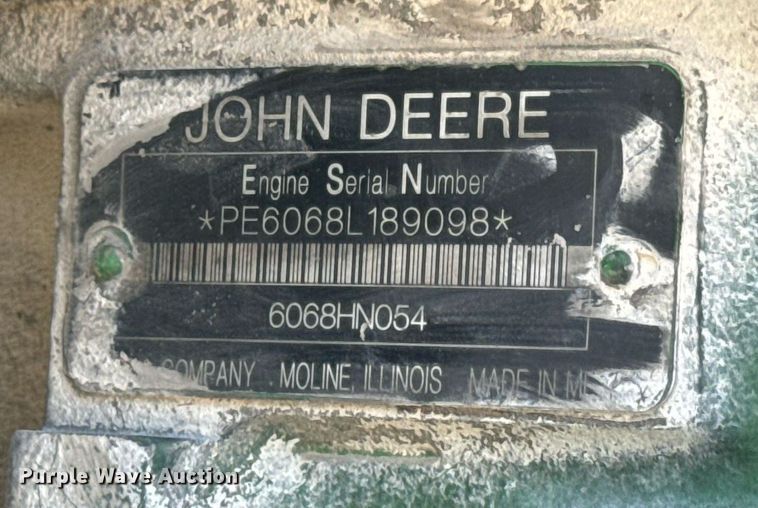 JOHN DEERE
Engine Serial Number
*PE6068L189098*
6068HN054
COMPANY MOLINE, ILLINOIS MADE IN
Purple Wave Auction